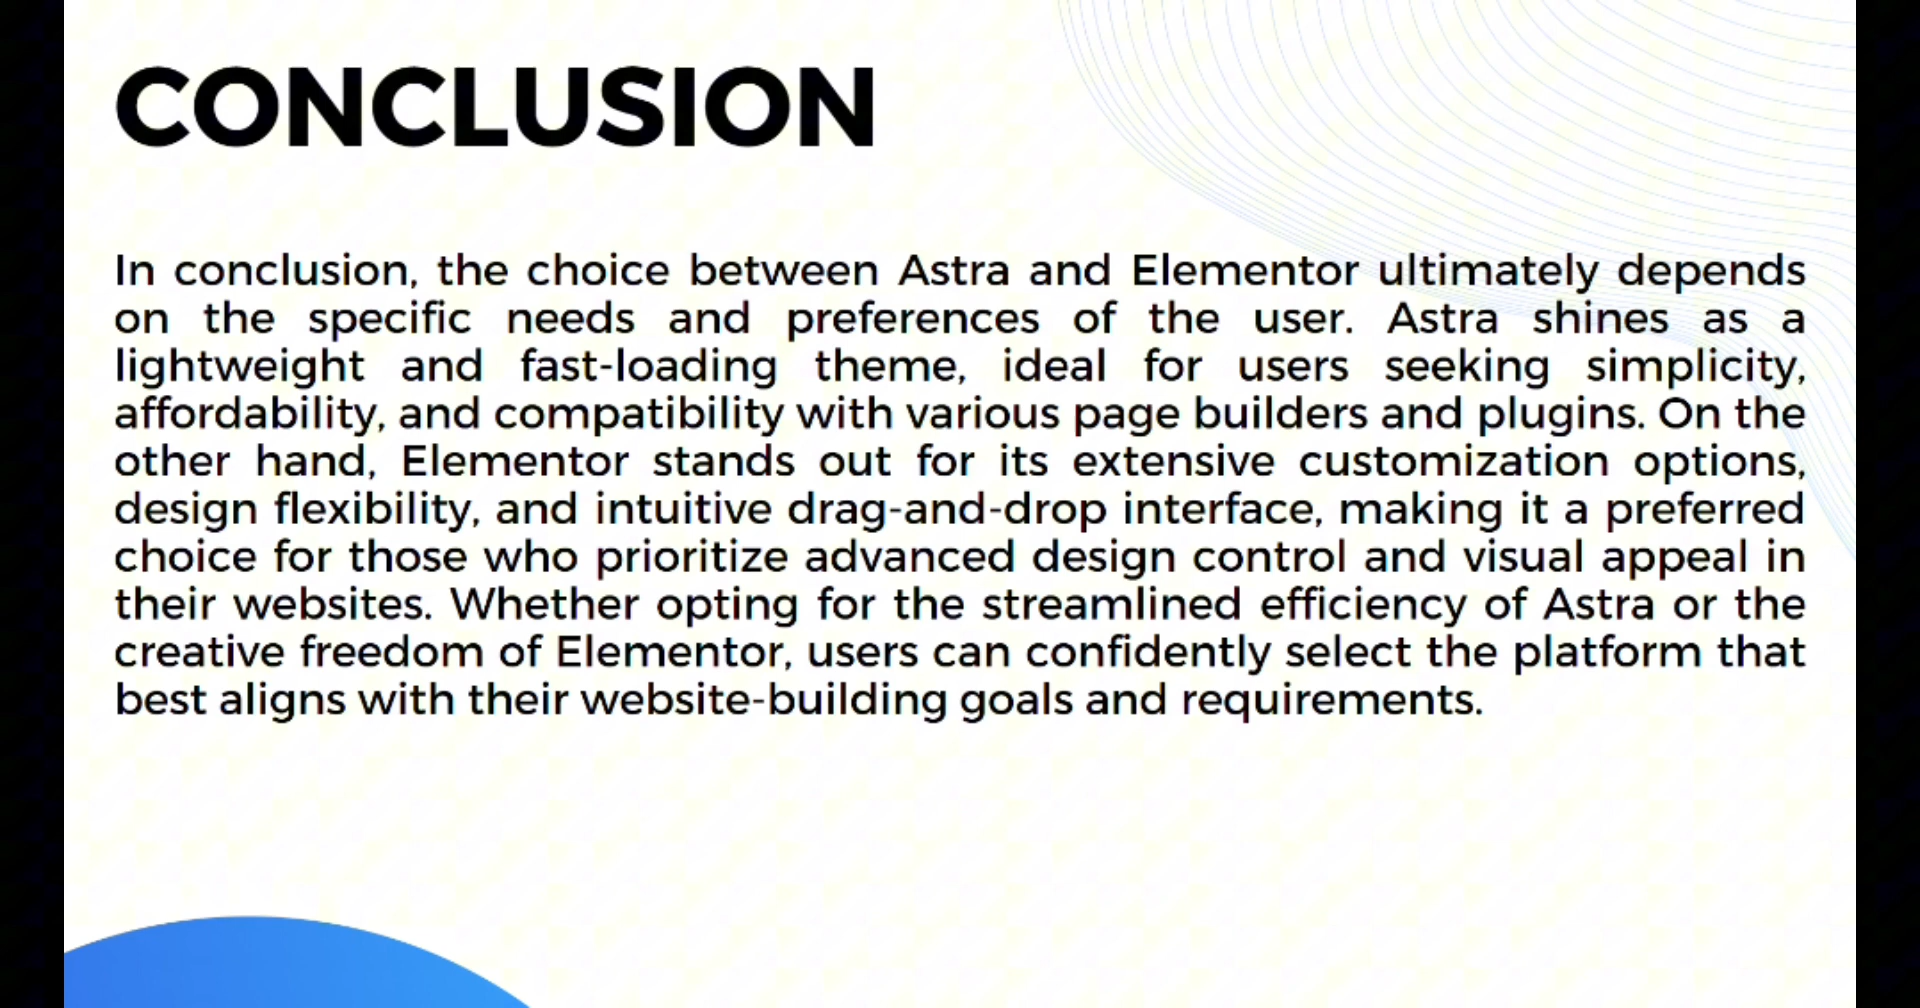 CONCLUSION
In conclusion, the choice between Astra and Elementor ultimately depends
on the specific needs and preferences of the user. Astra shines as a
lightweight and fast-loading theme, ideal for users seeking simplicity,
affordability, and compatibility with various page builders and plugins. On the
other hand, Elementor stands out for its extensive customization options,
design flexibility, and intuitive drag-and-drop interface, making it a preferred
choice for those who prioritize advanced design control and visual appeal in
their websites. Whether opting for the streamlined efficiency of Astra or the
creative freedom of Elementor, users can confidently select the platform that
best aligns with their website-building goals and requirements.